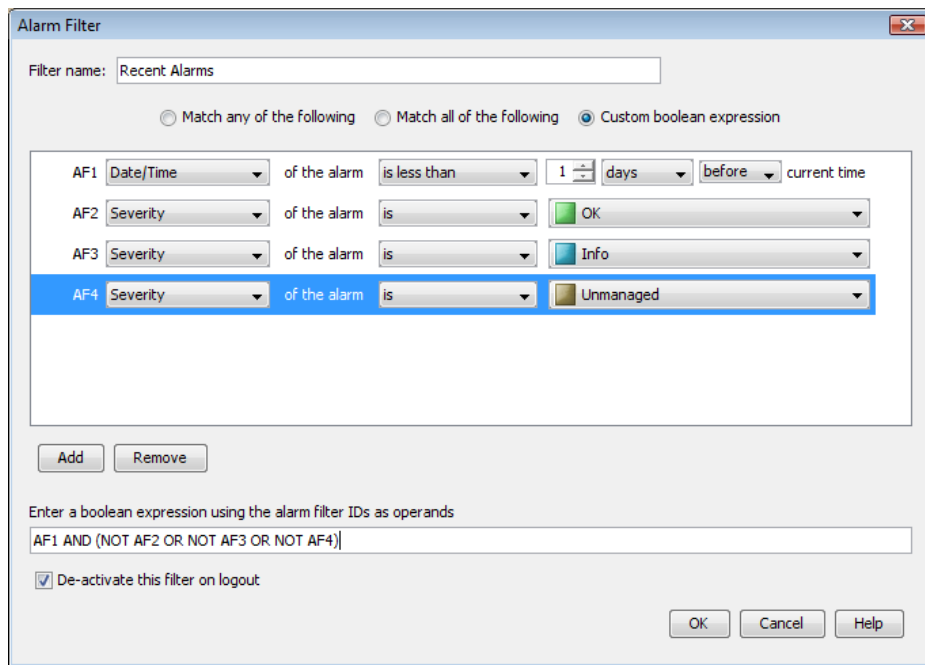 Alarm Filter
Filter name: Recent Alarms
Match any of the following Match all of the following Custom boolean expression
AF1 Date/Time of the alarm is less than 1 days before current time
AF2 Severity of the alarm is OK
AF3 Severity of the alarm is Info
AF4 Severity of the alarm is Unmanaged
Add Remove
Enter a boolean expression using the alarm filter IDs as operands
AF1 AND (NOT AF2 OR NOT AF3 OR NOT AF4)
De-activate this filter on logout
OK Cancel Help